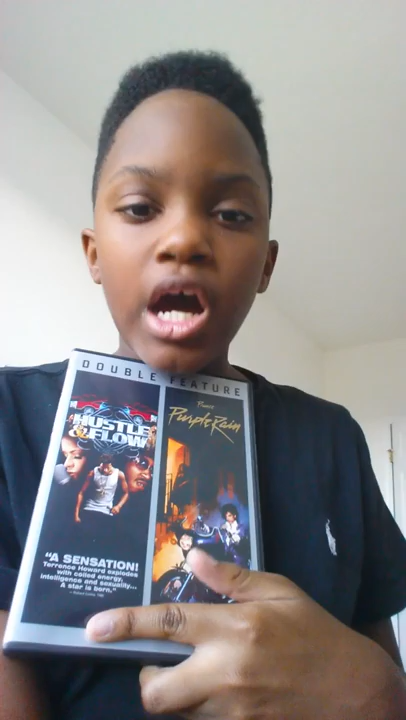 DOUBLE FEATURE
HUSTLE
& FLOW
Purple Rain
"A SENSATION!
Terrence Howard explodes
with coiled energy,
intelligence and sexuality...
A star is born."